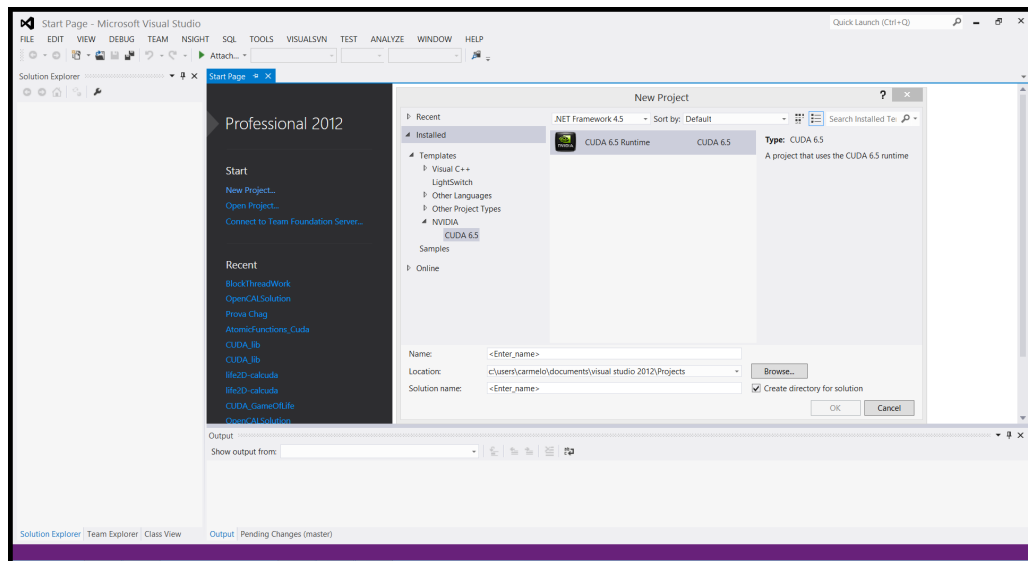 Start Page - Microsoft Visual Studio
Quick Launch (Ctrl+Q)
FILE EDIT VIEW DEBUG TEAM NSIGHT SQL TOOLS VISUALSVN TEST ANALYZE WINDOW HELP
Attach...
Solution Explorer
Start Page
Professional 2012
Start
New Project...
Open Project...
Connect to Team Foundation Server...
Recent
BlockThreadWork
OpenCALSolution
Prova Chag
AtomicFunctions_Cuda
CUDA_lib
CUDA_lib
life2D-calcuda
life2D-calcuda
CUDA_GameOfLife
OpenCALSolution
New Project
?
Recent
Installed
Templates
Visual C++
LightSwitch
Other Languages
Other Project Types
NVIDIA
CUDA 6.5
Samples
Online
.NET Framework 4.5 Sort by: Default
Search Installed Te
CUDA 6.5 Runtime CUDA 6.5
Type: CUDA 6.5
A project that uses the CUDA 6.5 runtime
Name: <Enter_name>
Location: c:\users\carmelo\documents\visual studio 2012\Projects Browse...
Solution name: <Enter_name> Create directory for solution
OK Cancel
Output
Show output from:
Solution Explorer Team Explorer Class View
Output Pending Changes (master)